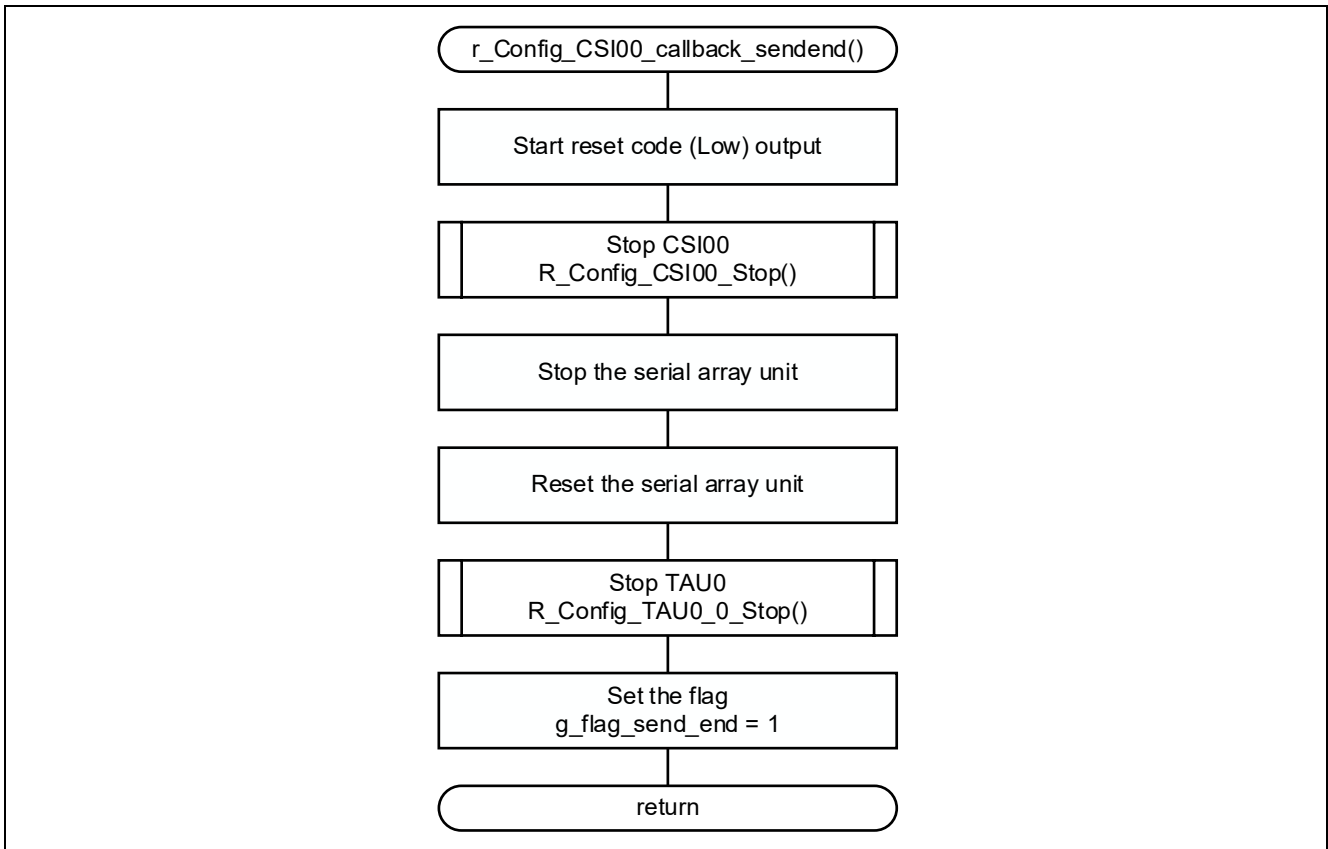 r_Config_CSI00_callback_sendend()
Start reset code (Low) output
Stop CSI00
R_Config_CSI00_Stop()
Stop the serial array unit
Reset the serial array unit
Stop TAU0
R_Config_TAU0_0_Stop()
Set the flag
g_flag_send_end = 1
return